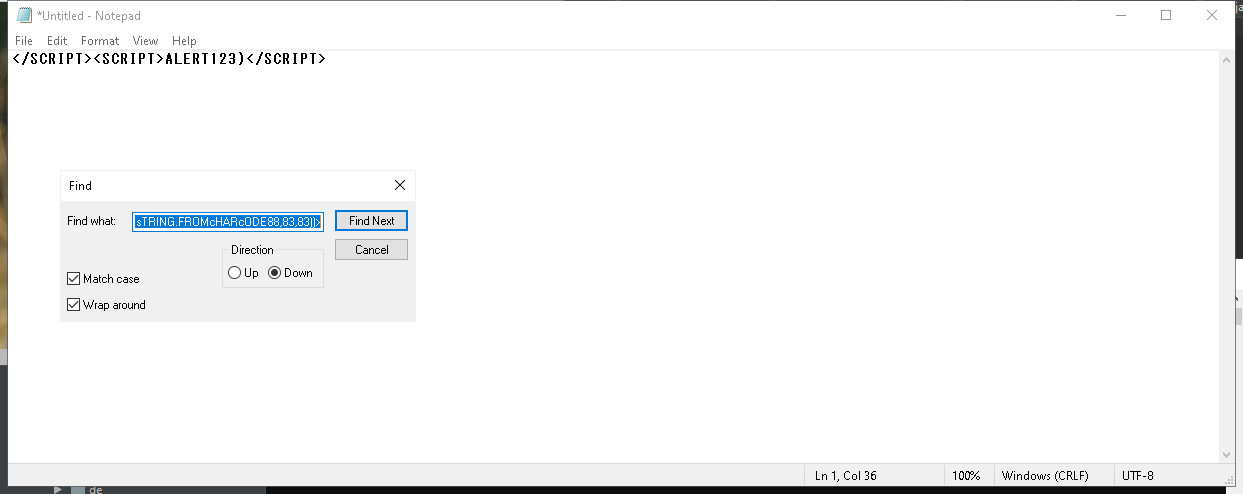 *Untitled - Notepad
File Edit Format View Help
</SCRIPT><SCRIPT>ALERT123)</SCRIPT>
Find
Find what: sTRING.FROMcHARcODE88,83,83))> Find Next
Direction
Cancel
Up Down
Match case
Wrap around
Ln 1, Col 36 100% Windows (CRLF) UTF-8
de